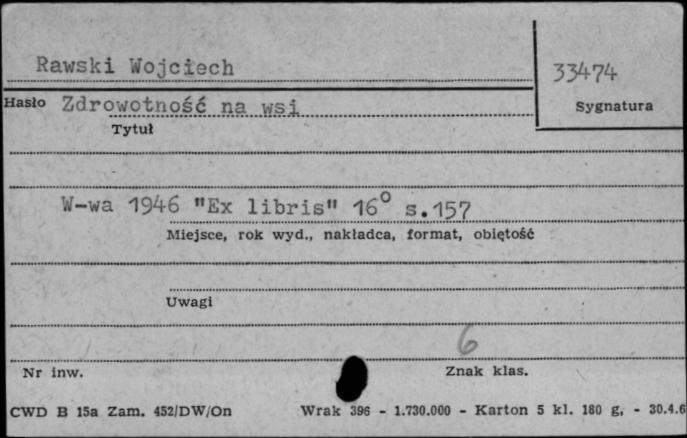 Rawski Wojciech
33474
Hasło Zdrowotność na wsi
Sygnatura
Tytuł
W-wa 1946 "Ex libris" 16° s.157
Miejsce, rok wyd., nakładca, format, obiętość
Uwagi
6
Nr inw. Znak klas.
CWD B 15a Zam. 452/DW/On Wrak 396 - 1.730.000 - Karton 5 kl. 180 g, - 30.4.6